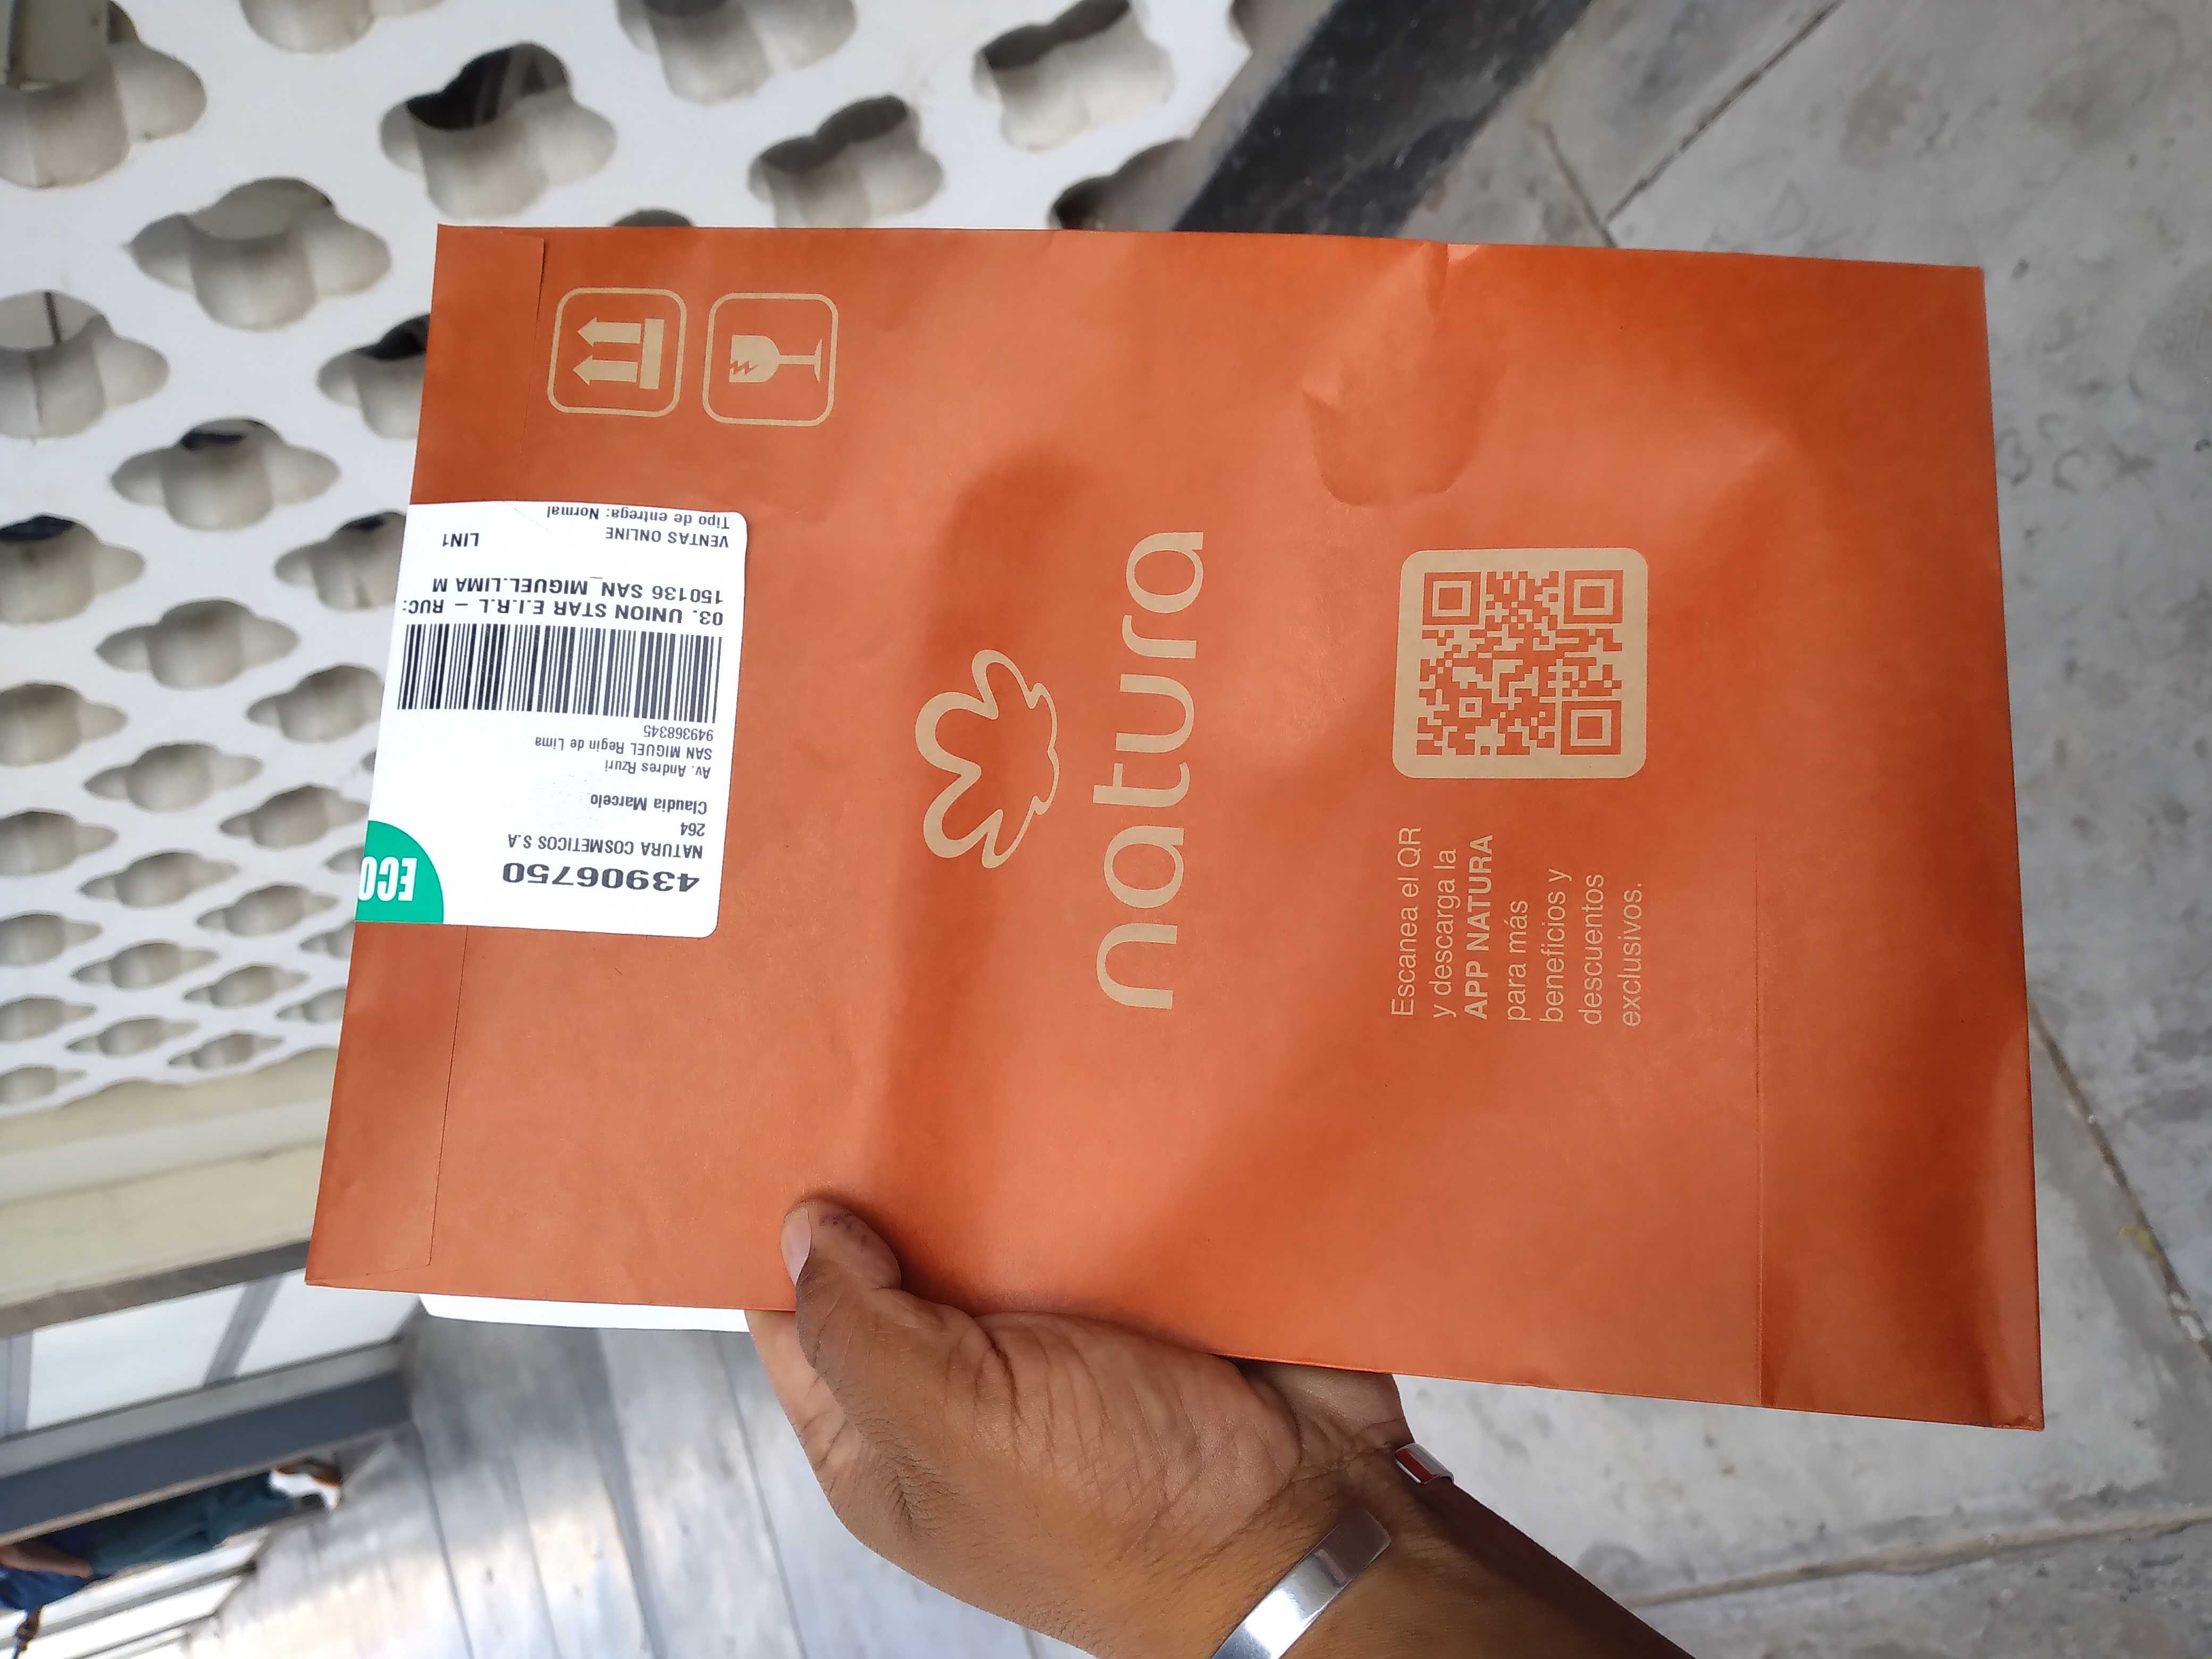 43906750
ECO
NATURA COSMETICOS S.A
264
Claudia Marcelo
Av. Andres Rzuri
SAN MIGUEL Regin de Lima
949368345
03. UNION STAR E.I.R.L - RUC:
150136 SAN_MIGUEL.LIMA M
VENTAS ONLINE LIN1
Tipo de entrega: Normal
natura
Escanea el QR
y descarga la
APP NATURA
para más
beneficios y
descuentos
exclusivos.